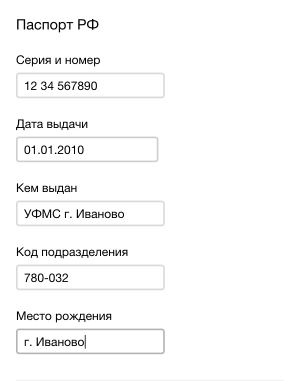 Паспорт РФ
Серия и номер
12 34 567890
Дата выдачи
01.01.2010
Кем выдан
УФМС г. Иваново
Код подразделения
780-032
Место рождения
г. Иваново